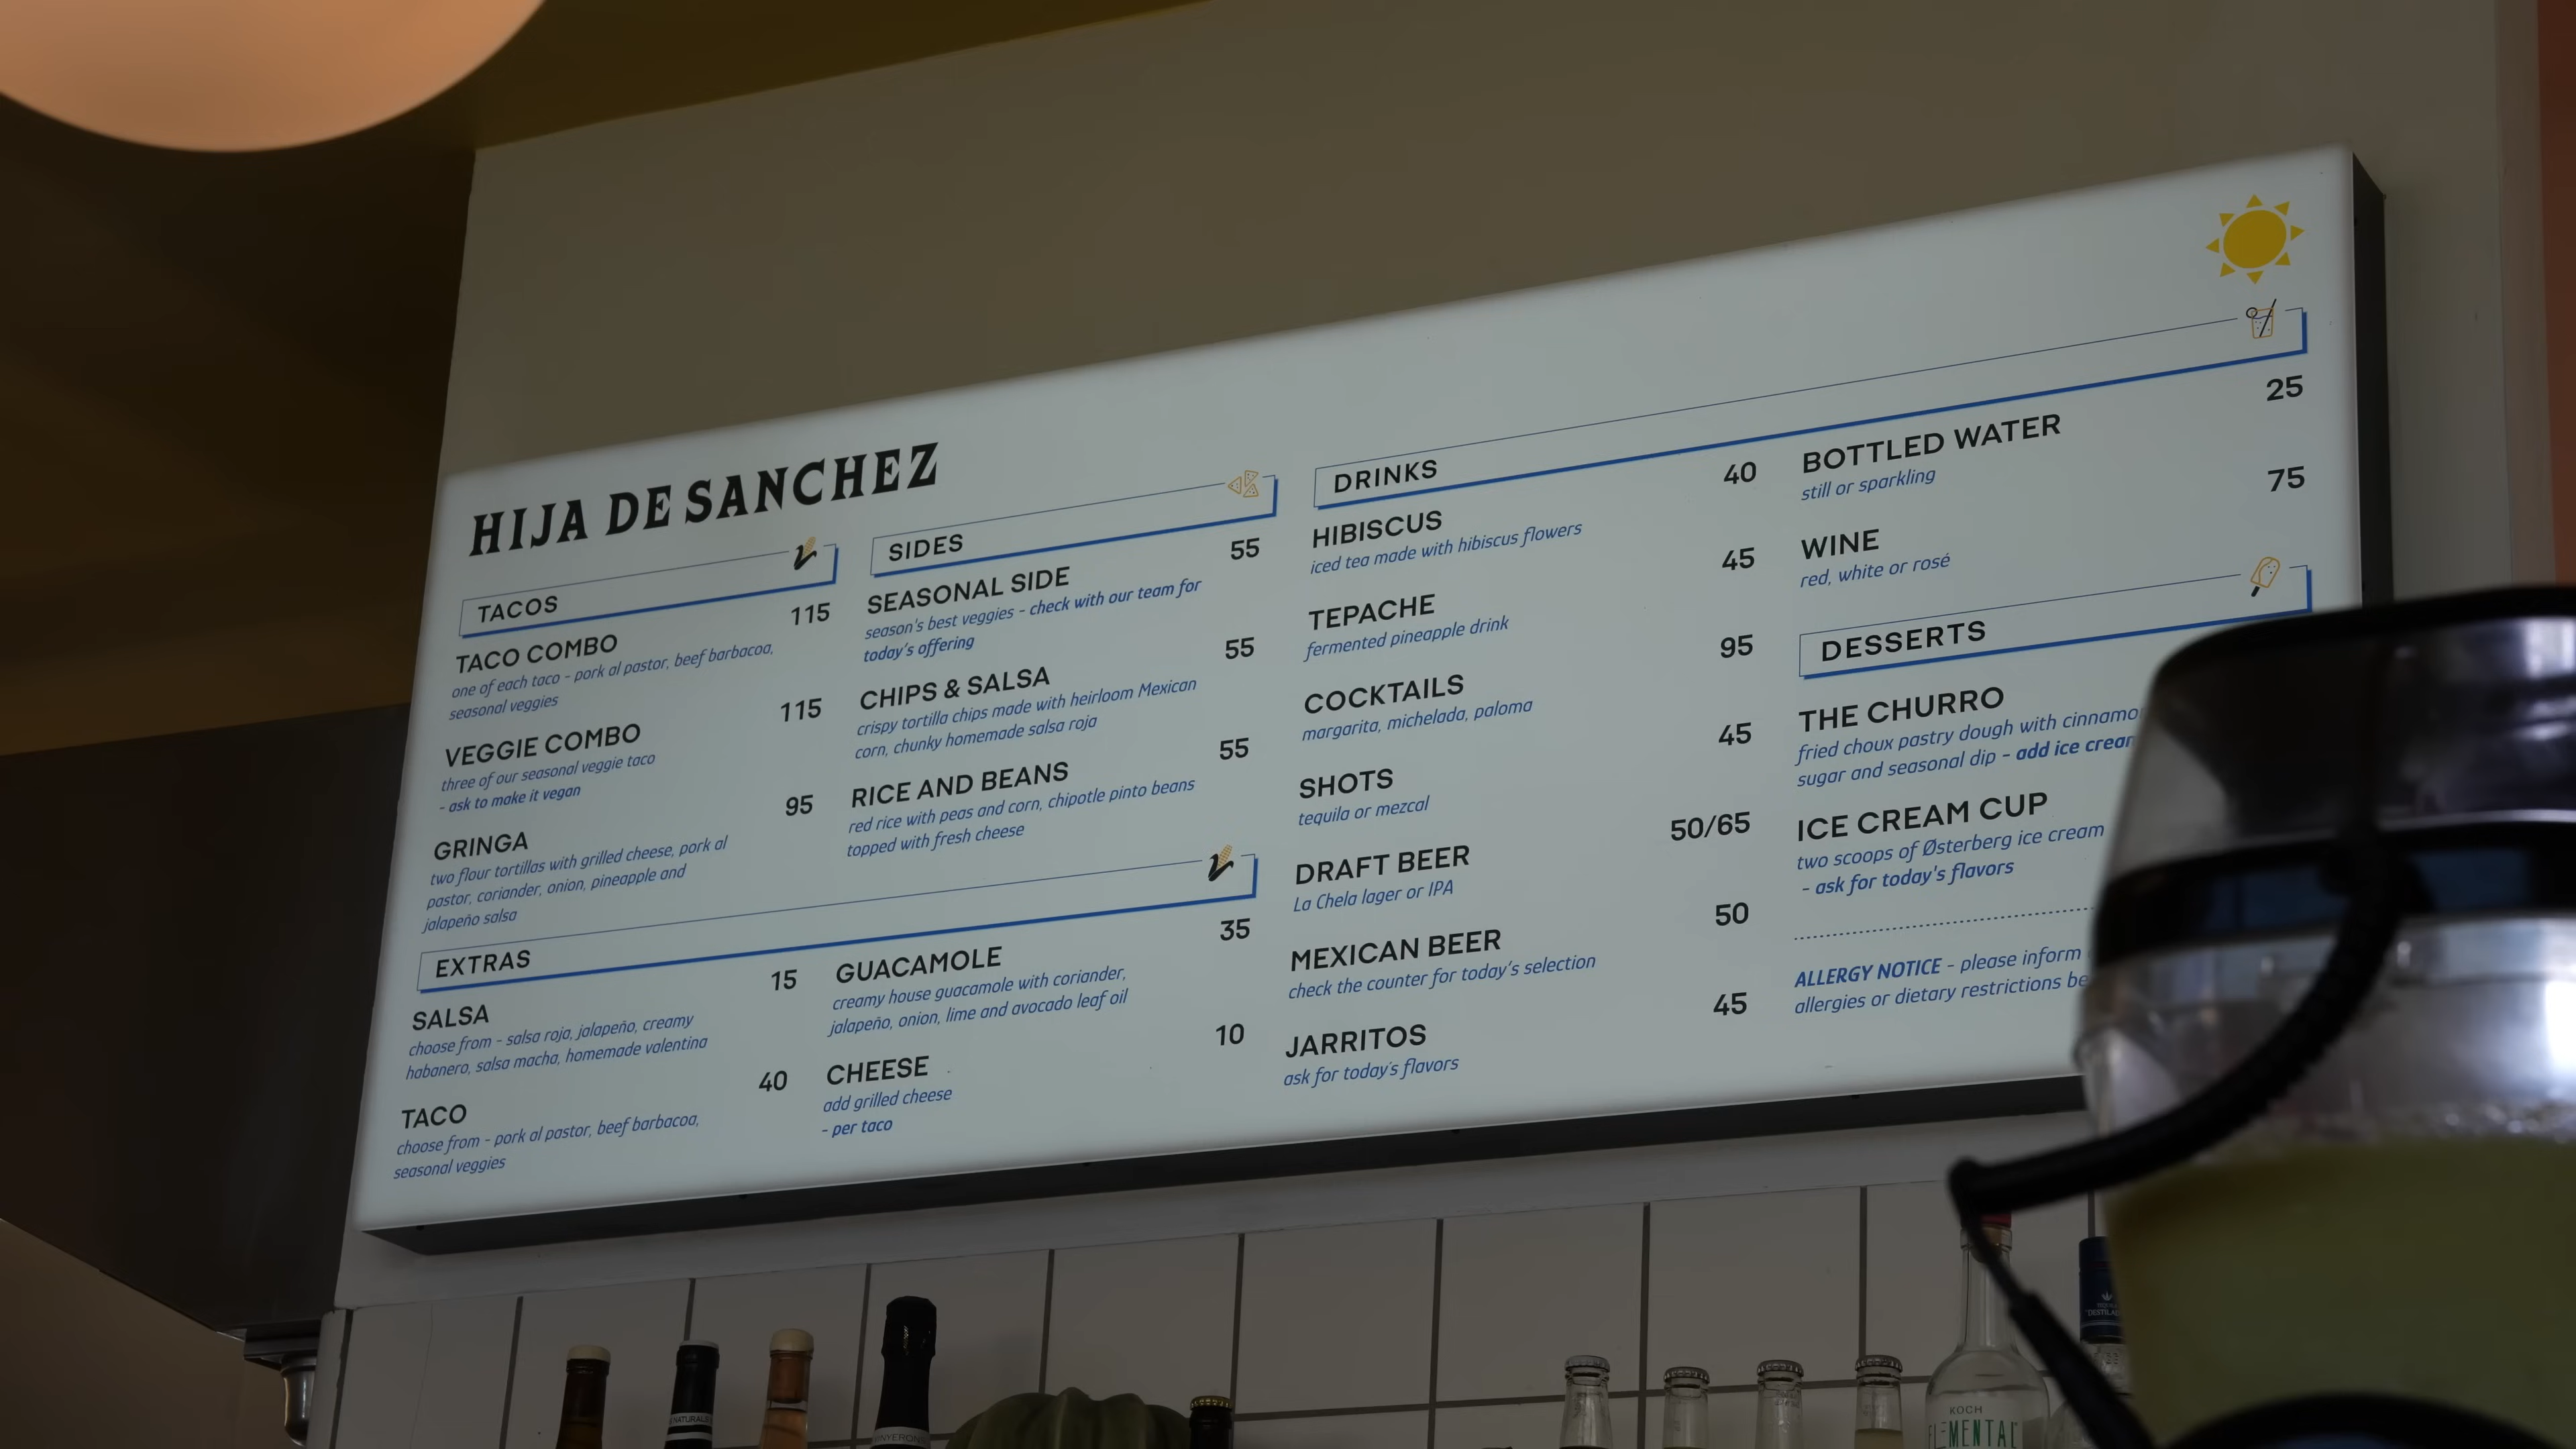 HIJA DE SANCHEZ
TACOS
TACO COMBO 115
one of each taco - pork al pastor, beef barbacoa,
seasonal veggies
VEGGIE COMBO 115
three of our seasonal veggie taco
- ask to make it vegan
GRINGA 95
two flour tortillas with grilled cheese, pork al
pastor, coriander, onion, pineapple and
jalapeño salsa
SIDES
SEASONAL SIDE 55
season's best veggies - check with our team for
today's offering
CHIPS & SALSA 55
crispy tortilla chips made with heirloom Mexican
corn, chunky homemade salsa roja
RICE AND BEANS 55
red rice with peas and corn, chipotle pinto beans
topped with fresh cheese
EXTRAS
SALSA 15
choose from - salsa roja, jalapeño, creamy
habanero, salsa macha, homemade valentina
TACO 40
choose from - pork al pastor, beef barbacoa,
seasonal veggies
GUACAMOLE 35
creamy house guacamole with coriander,
jalapeño, onion, lime and avocado leaf oil
CHEESE 10
add grilled cheese
- per taco
DRINKS
HIBISCUS 40
iced tea made with hibiscus flowers
TEPACHE 45
fermented pineapple drink
COCKTAILS 95
margarita, michelada, paloma
SHOTS 45
tequila or mezcal
DRAFT BEER 50/65
La Chela lager or IPA
MEXICAN BEER 50
check the counter for today's selection
JARRITOS 45
ask for today's flavors
BOTTLED WATER 25
still or sparkling
WINE 75
red, white or rosé
DESSERTS
THE CHURRO
fried choux pastry dough with
sugar and seasonal dip - add ice
ICE CREAM CUP
two scoops of Østerberg ice cream
- ask for today's flavors
ALLERGY NOTICE - please inform
allergies or dietary restrictions
KOCH